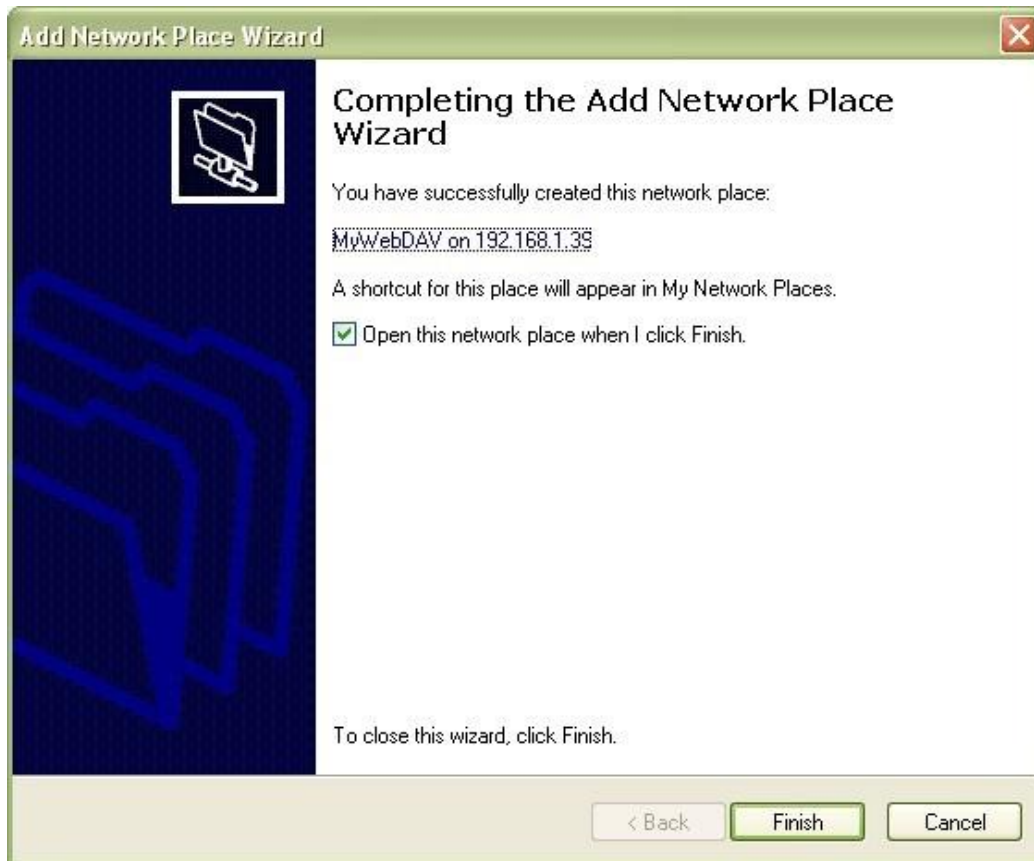 Add Network Place Wizard
Completing the Add Network Place
Wizard
You have successfully created this network place:
MyWebDAV on 192.168.1.39
A shortcut for this place will appear in My Network Places.
Open this network place when I click Finish.
To close this wizard, click Finish.
< Back
Finish
Cancel